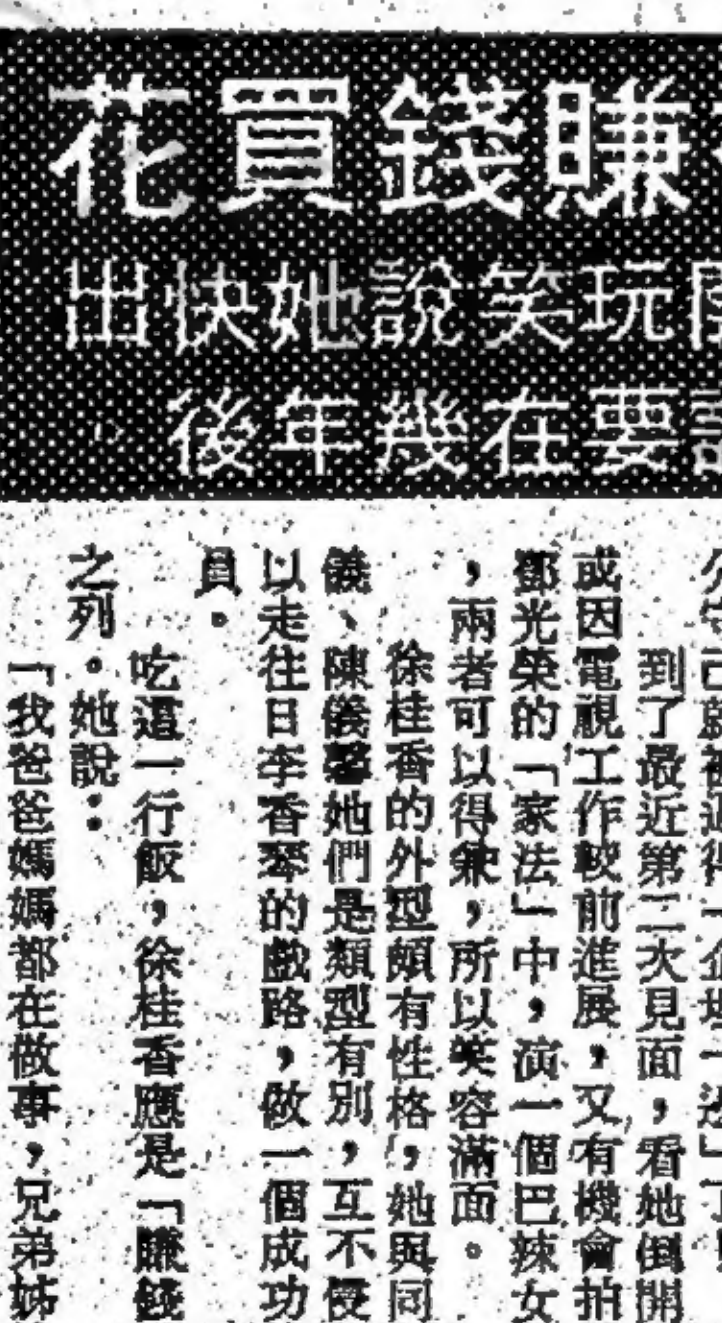 賺錢買花
玩笑說她快出
要在幾年後
到了最近第二次見面，看她倒開
或因電視工作較前進展，又有機會拍
鄧光榮的「家法」中，演一個巴辣女
，兩者可以得兼，所以笑容滿面。
徐桂香的外型頗有性格，她與同
儀、陳儀馨她們是類型有別，互不侵
以走住日李香琴的戲路，做一個成功
員。
吃這一行飯，徐桂香應是「賺錢
之列。她說：
「我爸爸媽媽都在做事，兄弟姊